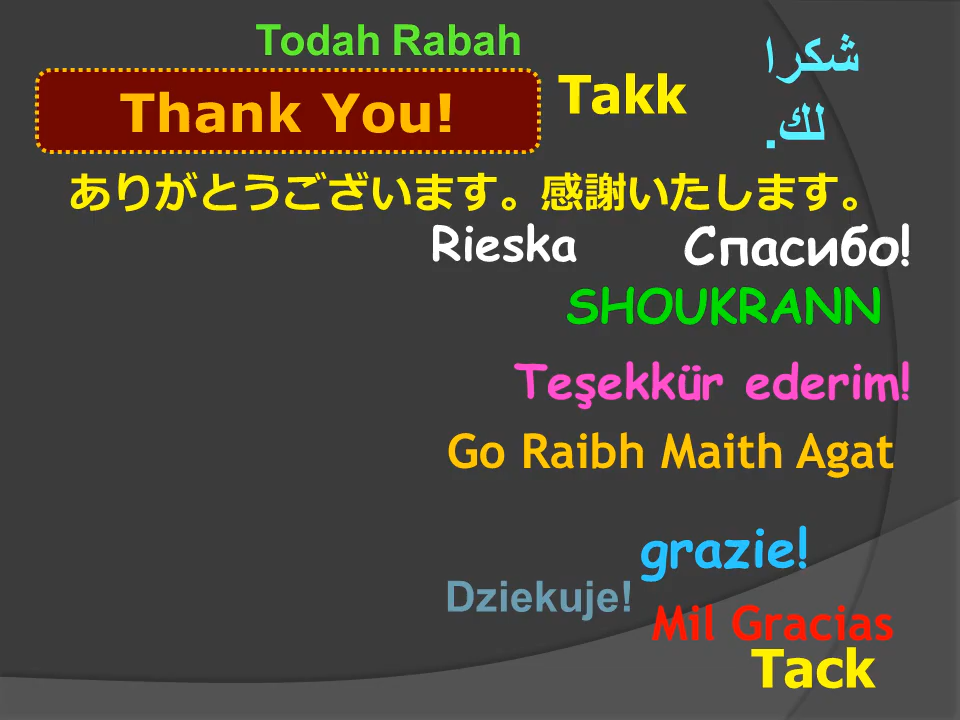 Todah Rabah
شكرا
لك.
Thank You!
Takk
ありがとうございます。感謝いたします。
Rieska
Спасибо!
SHOUKRANN
Teşekkür ederim!
Go Raibh Maith Agat
grazie!
Dziekuje!
Mil Gracias
Tack